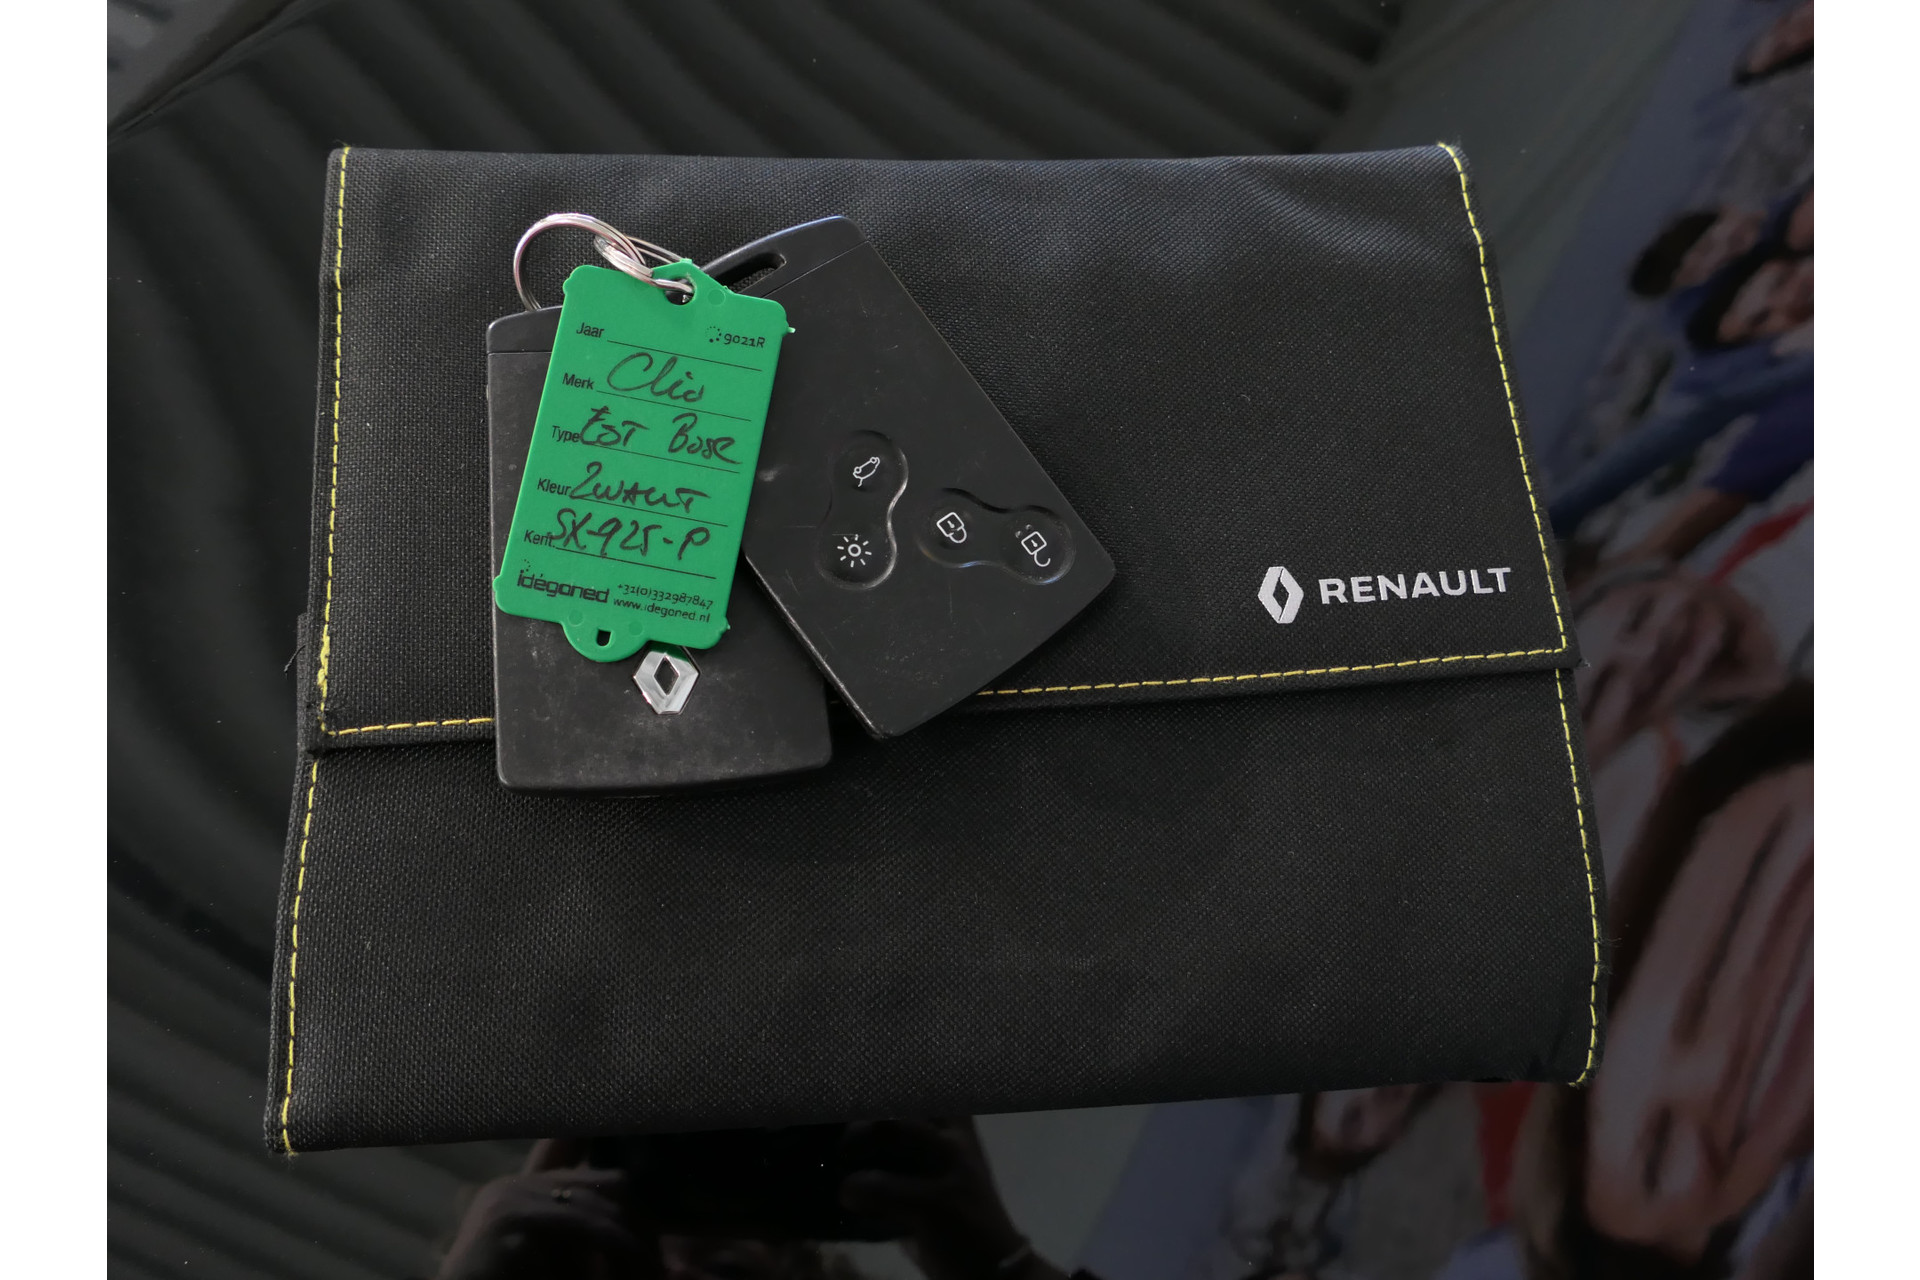 Jaar
9021R
Merk Clio
Type EST Bose
Kleur Zwart
Kent. SX-925-P
idégoned
+31(0)332987847
www.idegoned.nl
RENAULT